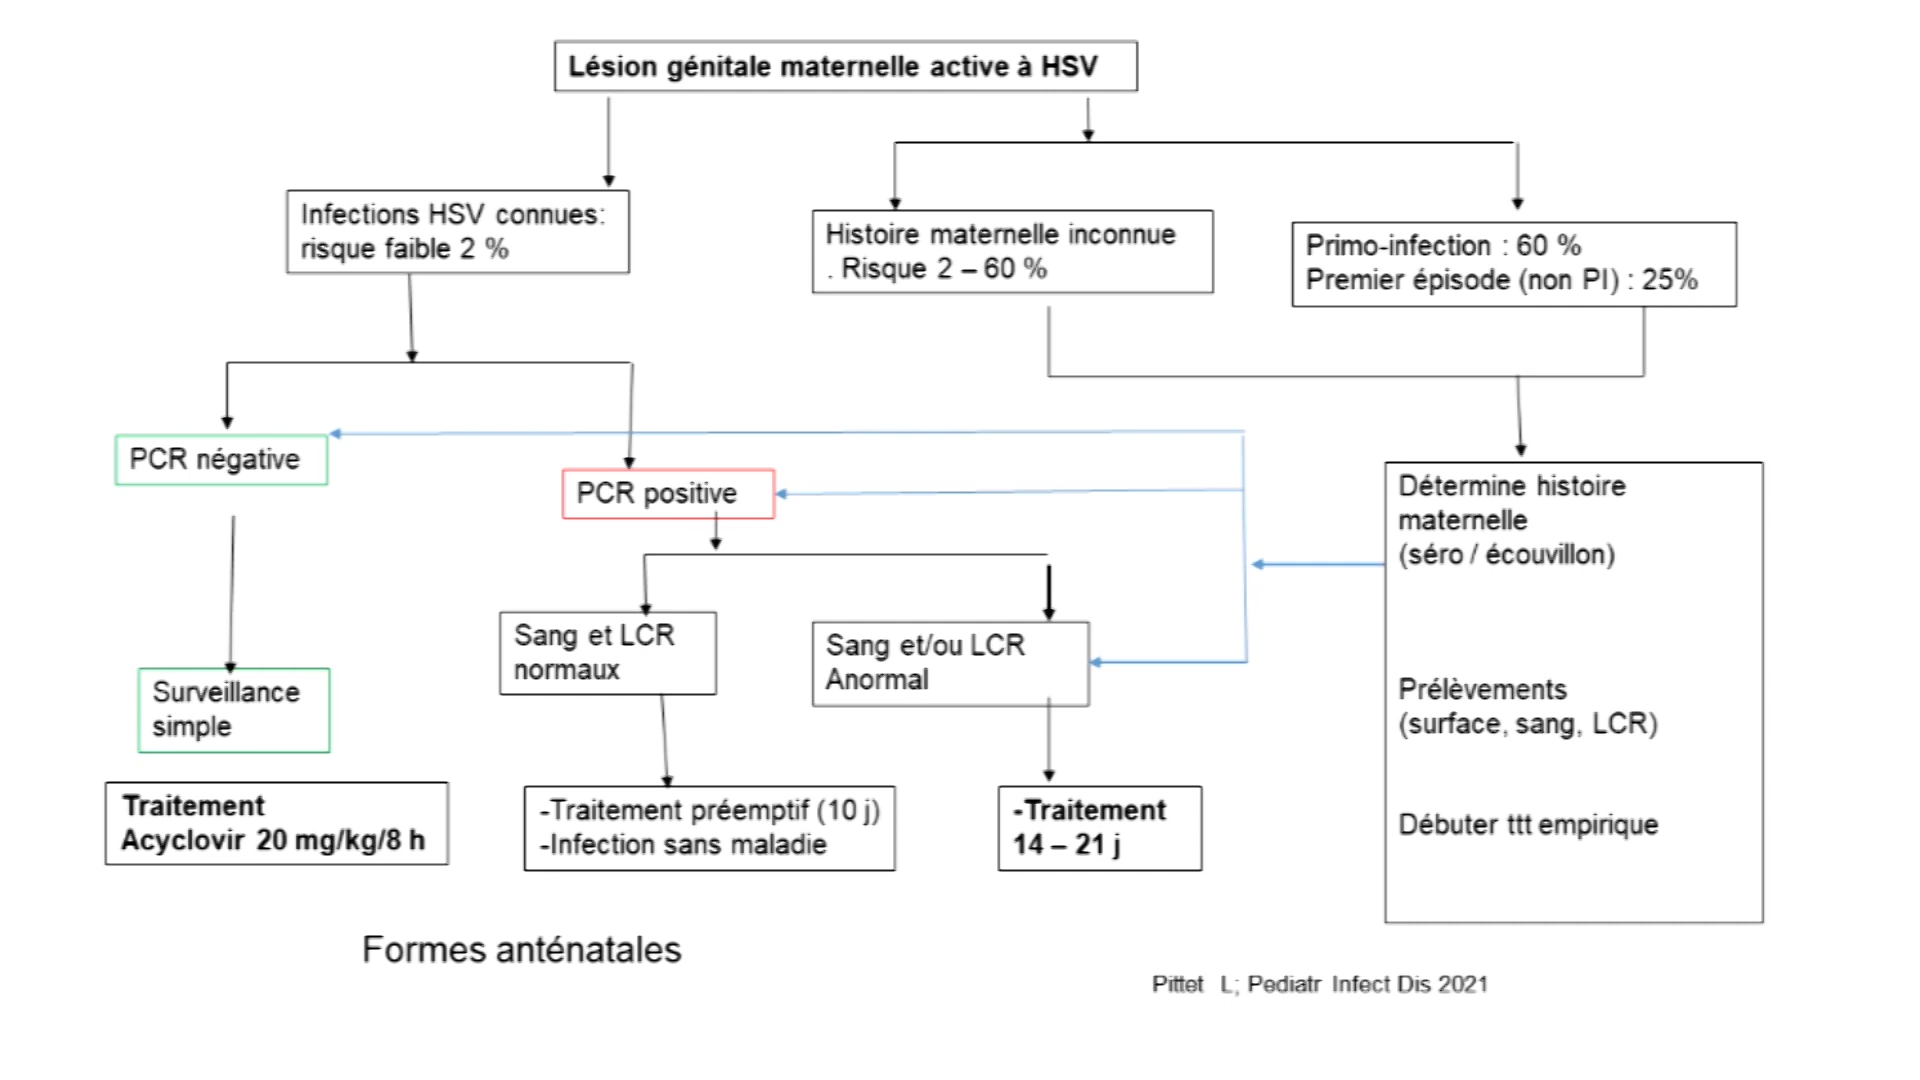 Lésion génitale maternelle active à HSV
Infections HSV connues:
risque faible 2 %
Histoire maternelle inconnue
. Risque 2 – 60 %
Primo-infection : 60 %
Premier épisode (non PI) : 25%
PCR négative
PCR positive
Détermine histoire
maternelle
(séro / écouvillon)
Prélèvements
(surface, sang, LCR)
Débuter ttt empirique
Sang et LCR
normaux
Sang et/ou LCR
Anormal
Surveillance
simple
Traitement
Acyclovir 20 mg/kg/8 h
-Traitement préemptif (10 j)
-Infection sans maladie
-Traitement
14 – 21 j
Formes anténatales
Pittet L; Pediatr Infect Dis 2021